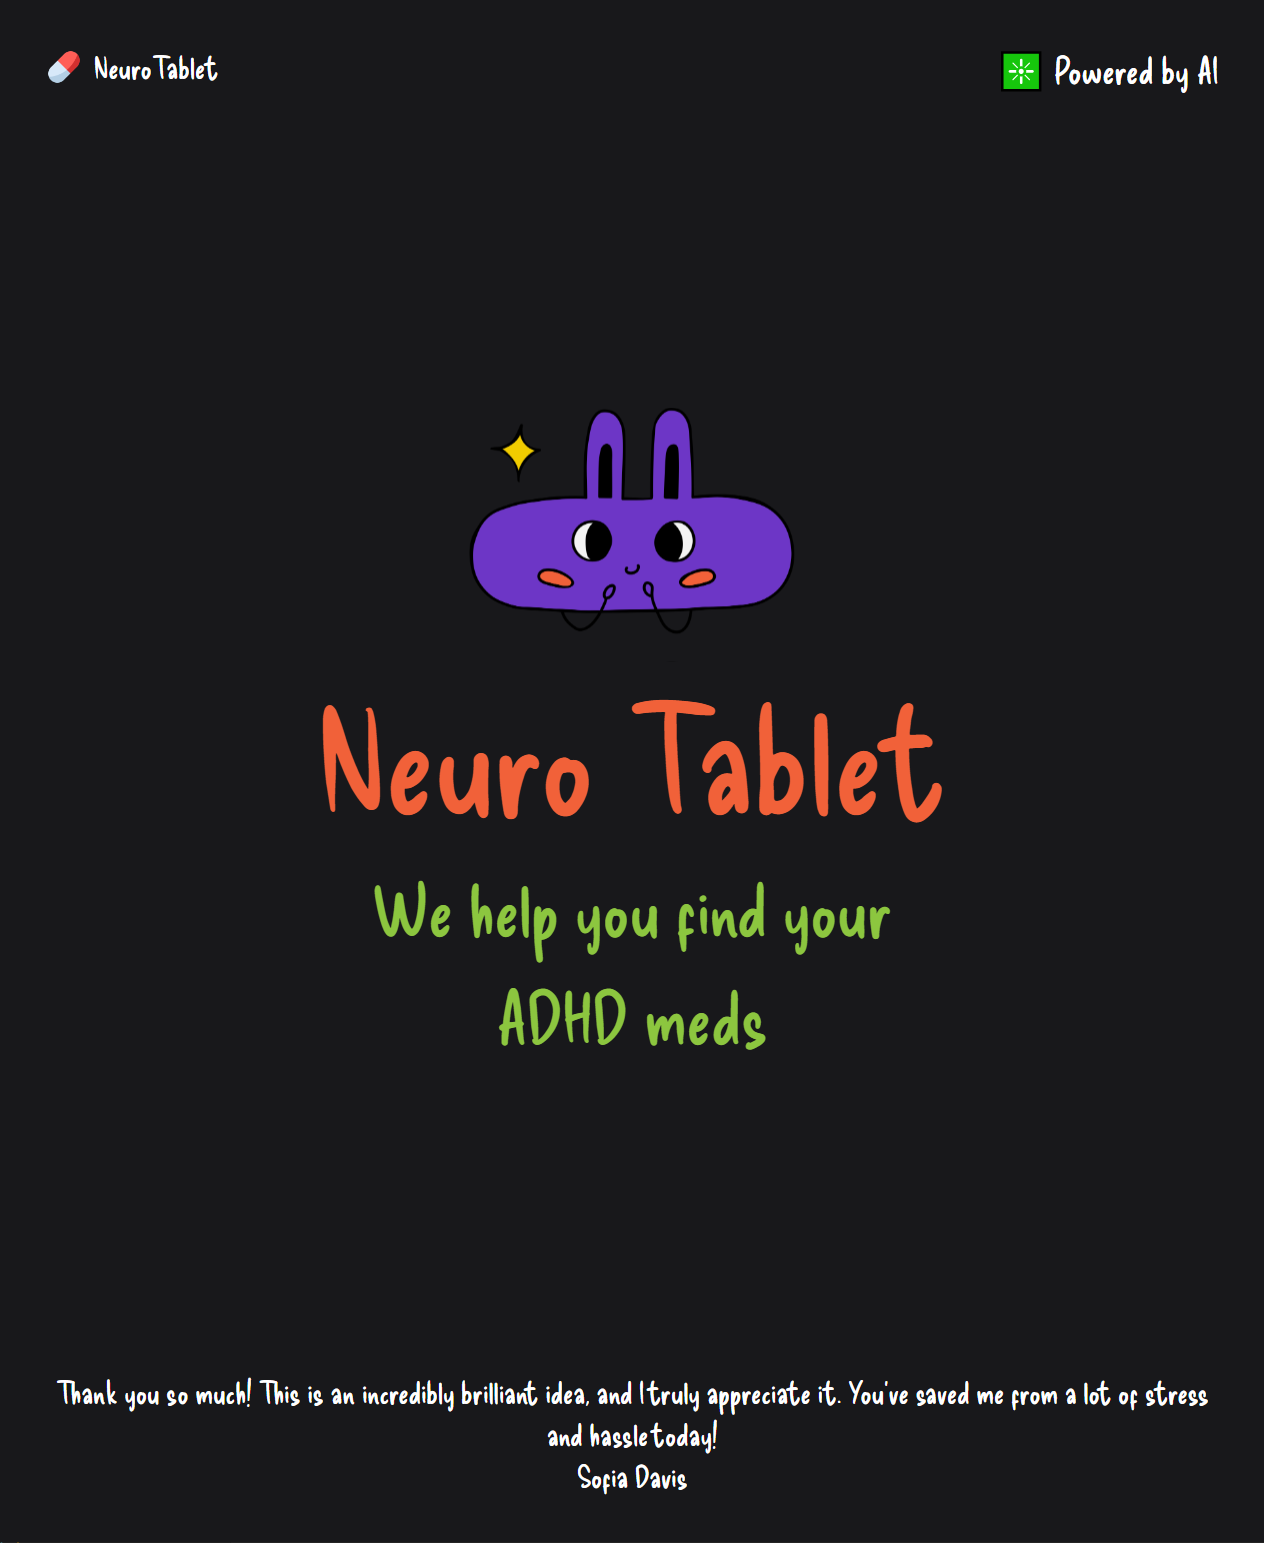 NeuroTablet
Powered by AI
Neuro Tablet
We help you find your
ADHD meds
Thank you so much! This is an incredibly brilliant idea, and I truly appreciate it. You've saved me from a lot of stress
and hassle today!
Sofia Davis